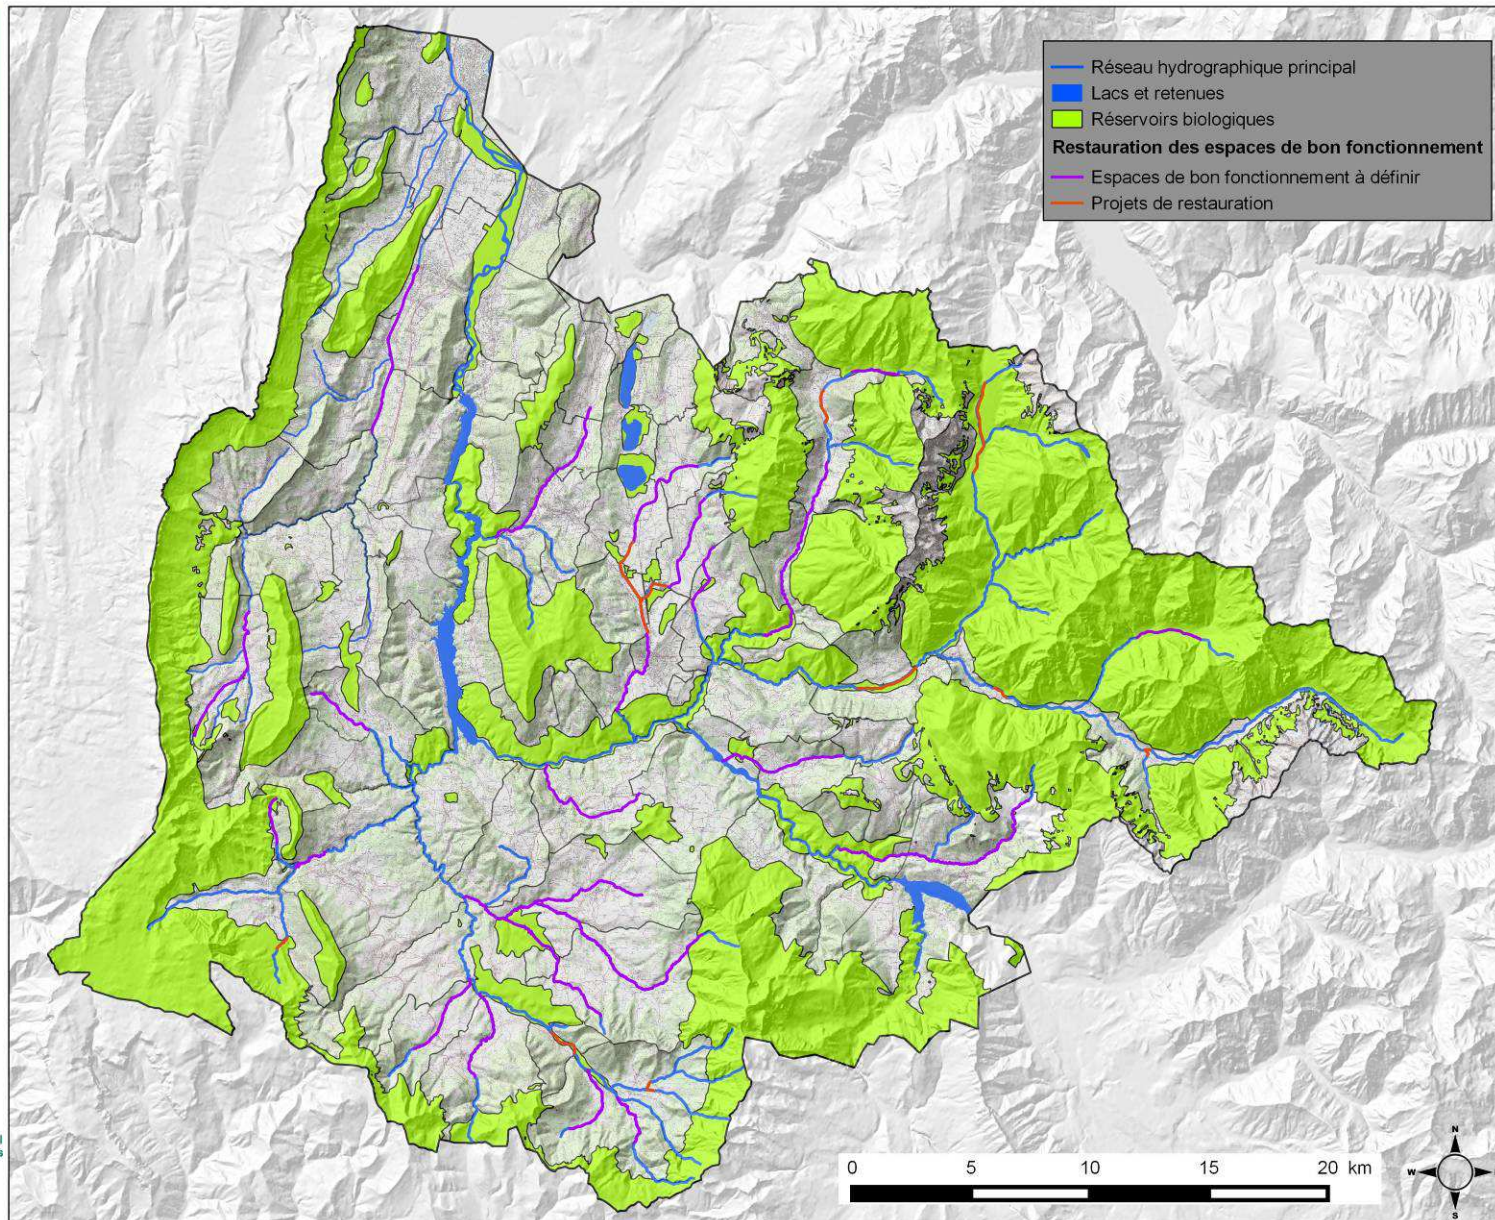 Réseau hydrographique principal
Lacs et retenues
Réservoirs biologiques
Restauration des espaces de bon fonctionnement
Espaces de bon fonctionnement à définir
Projets de restauration
0 5 10 15 20 km
N
W
S